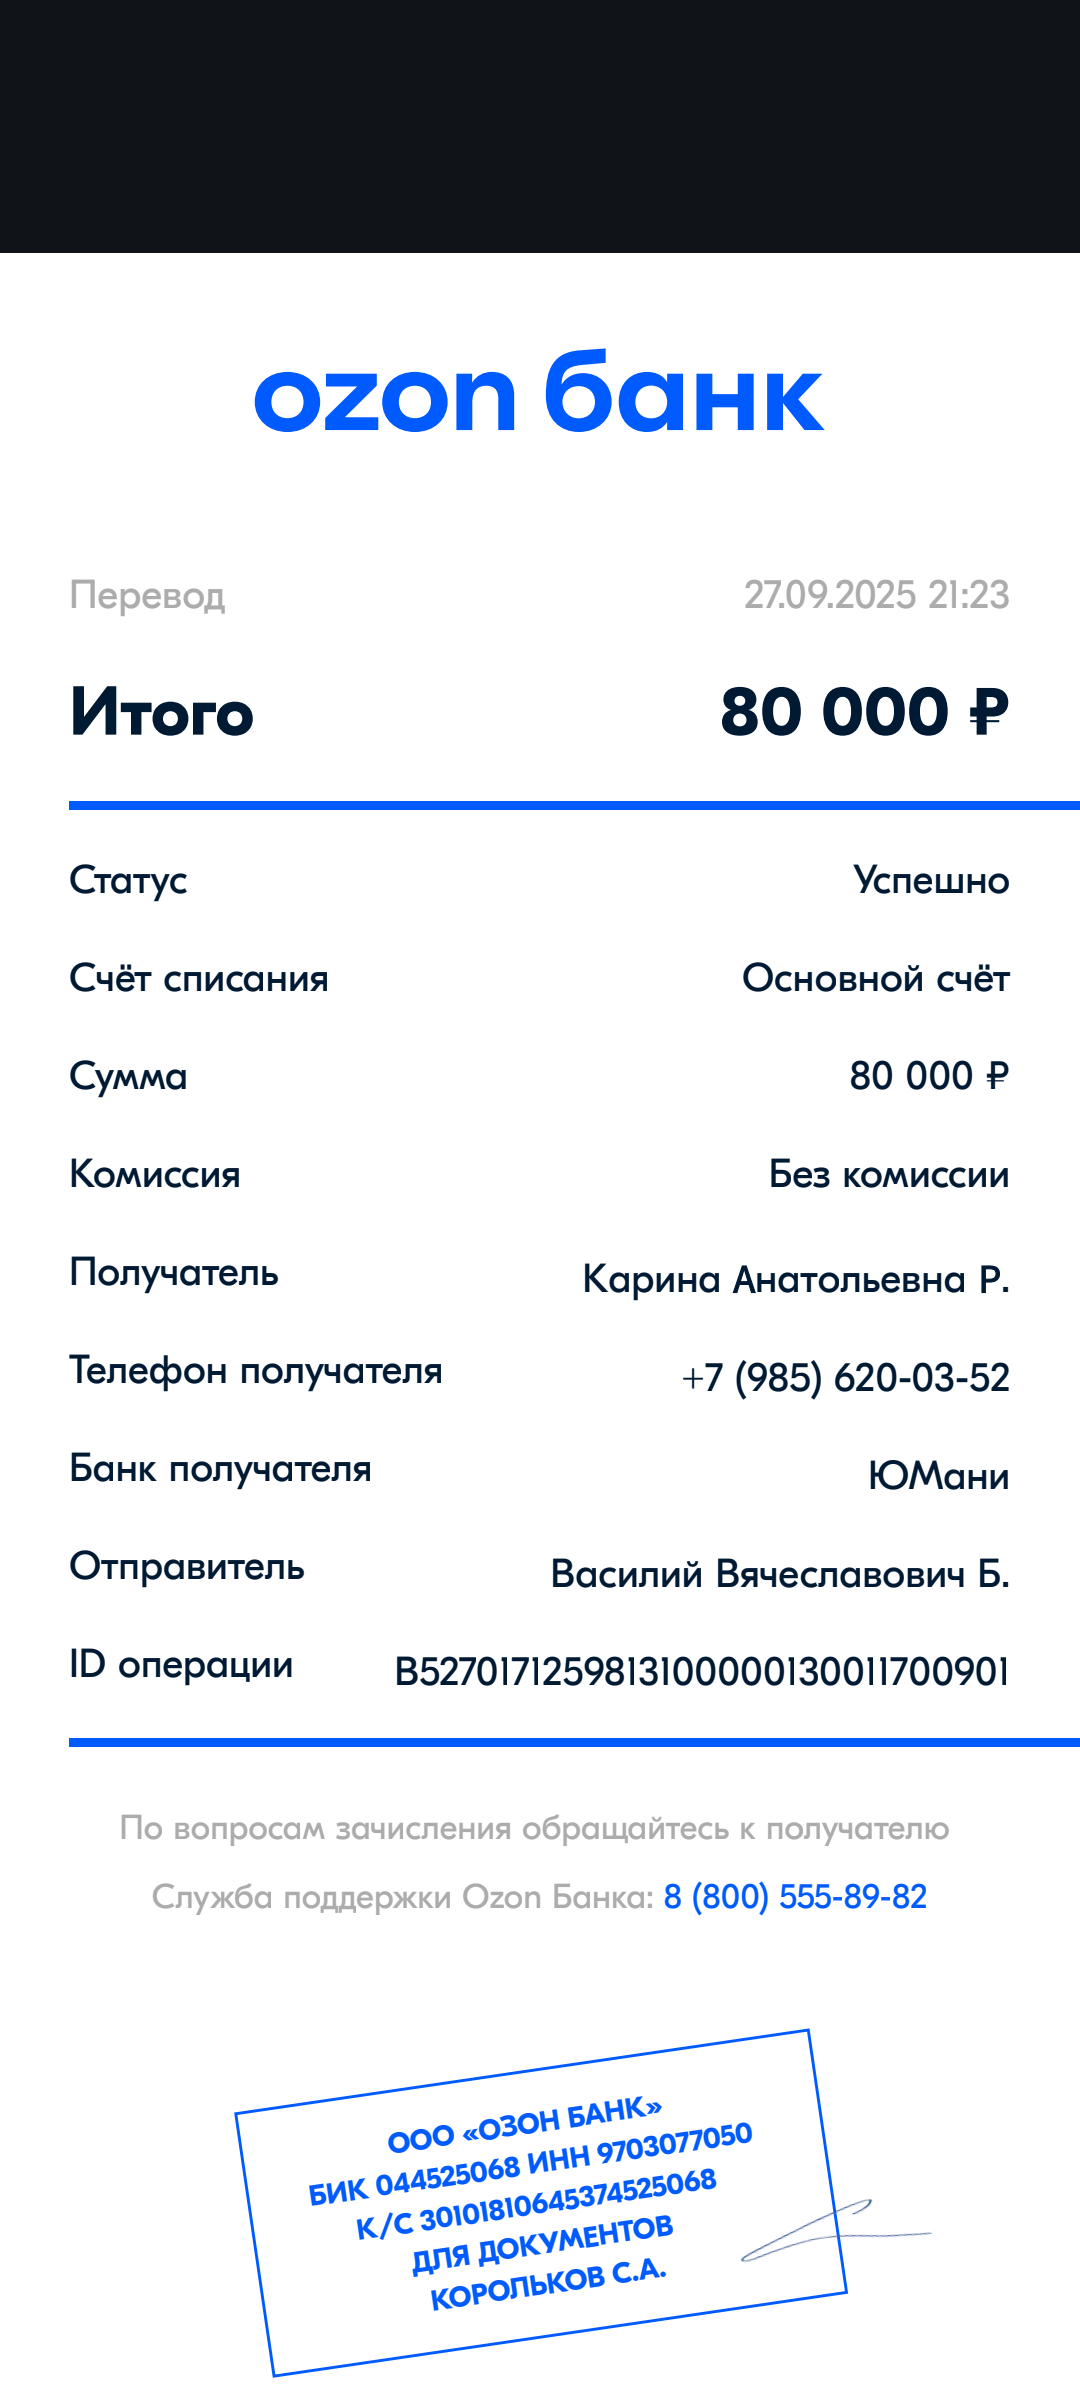 ozon банк
Перевод 27.09.2025 21:23
Итого 80 000 ₽
Статус Успешно
Счёт списания Основной счёт
Сумма 80 000 ₽
Комиссия Без комиссии
Получатель Карина Анатольевна Р.
Телефон получателя +7 (985) 620-03-52
Банк получателя ЮМани
Отправитель Василий Вячеславович Б.
ID операции B5270171259813100000130011700901
По вопросам зачисления обращайтесь к получателю
Служба поддержки Ozon Банка: 8 (800) 555-89-82
ООО «ОЗОН БАНК»
БИК 044525068 ИНН 9703077050
К/С 30101810645374525068
ДЛЯ ДОКУМЕНТОВ
КОРОЛЬКОВ С.А.